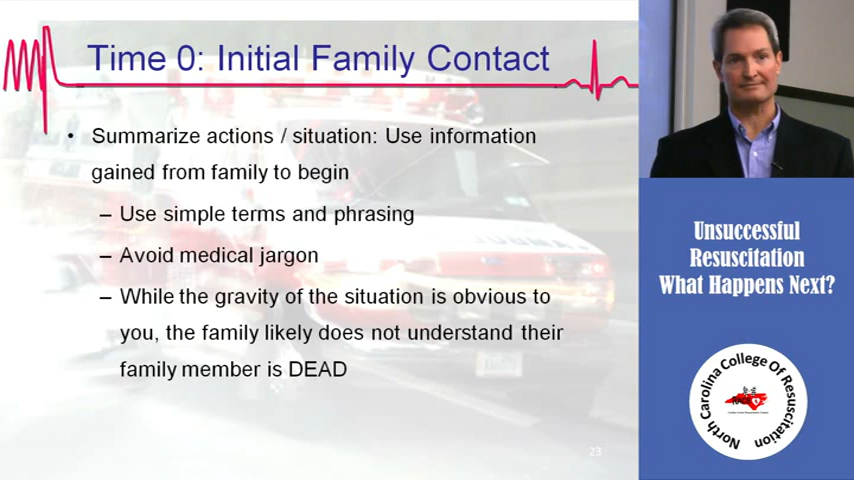 Time 0: Initial Family Contact
• Summarize actions / situation: Use information
gained from family to begin
– Use simple terms and phrasing
– Avoid medical jargon
– While the gravity of the situation is obvious to
you, the family likely does not understand their
family member is DEAD
23
Unsuccessful
Resuscitation
What Happens Next?
North Carolina College Of Resuscitation